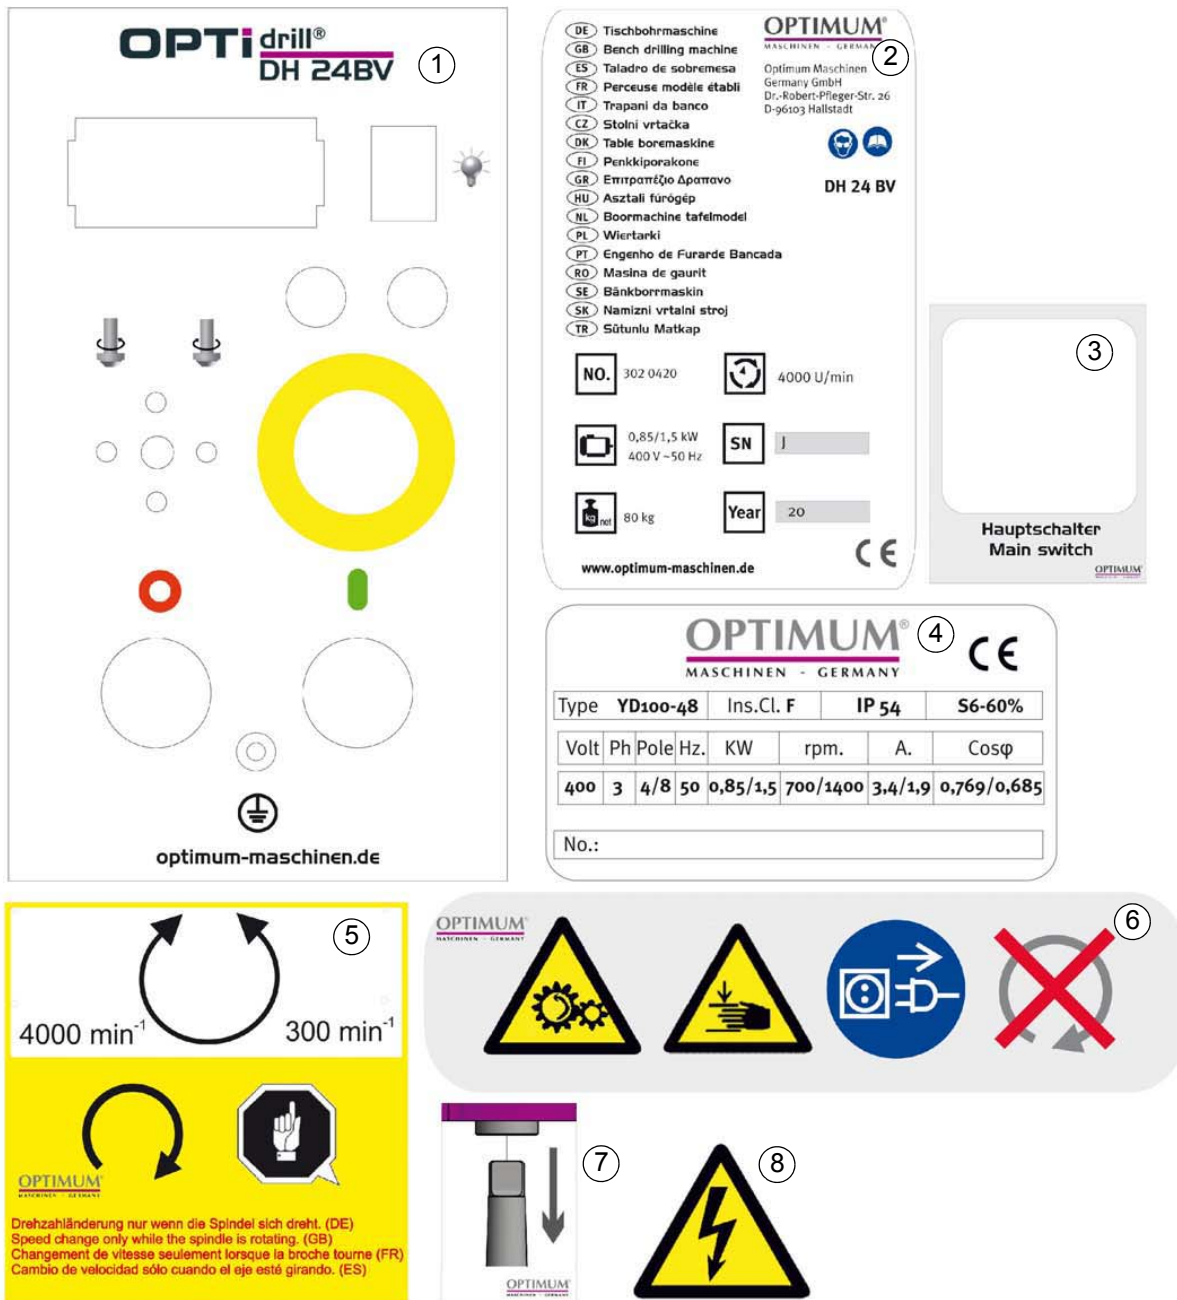 OPTi drill®
DH 24BV
1
optimum-maschinen.de
DE Tischbohrmaschine
GB Bench drilling machine
ES Taladro de sobremesa
FR Perceuse modèle établi
IT Trapani da banco
CZ Stolní vrtačka
DK Table boremaskine
FI Penkkiporakone
GR Επιτραπέζιο Δραπανο
HU Asztali fúrógép
NL Boormachine tafelmodel
PL Wiertarki
PT Engenho de Furarde Bancada
RO Masina de gaurit
SE Bänkborrmaskin
SK Namizni vrtalni stroj
TR Sütunlu Matkap
OPTIMUM®
MASCHINEN - GERMANY
2
Optimum Maschinen
Germany GmbH
Dr.-Robert-Pfleger-Str. 26
D-96103 Hallstadt
DH 24 BV
NO. 302 0420
4000 U/min
0,85/1,5 kW
400 V ~50 Hz
SN J
kg net 80 kg
Year 20
www.optimum-maschinen.de
CE
3
Hauptschalter
Main switch
OPTIMUM®
OPTIMUM®
MASCHINEN - GERMANY
4
CE
Type YD100-48 Ins.Cl. F IP 54 S6-60%
Volt Ph Pole Hz. KW rpm. A. Cosφ
400 3 4/8 50 0,85/1,5 700/1400 3,4/1,9 0,769/0,685
No.:
5
4000 min⁻¹ 300 min⁻¹
OPTIMUM®
MASCHINEN - GERMANY
Drehzahländerung nur wenn die Spindel sich dreht. (DE)
Speed change only while the spindle is rotating. (GB)
Changement de vitesse seulement lorsque la broche tourne (FR)
Cambio de velocidad sólo cuando el eje esté girando. (ES)
OPTIMUM®
MASCHINEN - GERMANY
6
7
OPTIMUM®
8